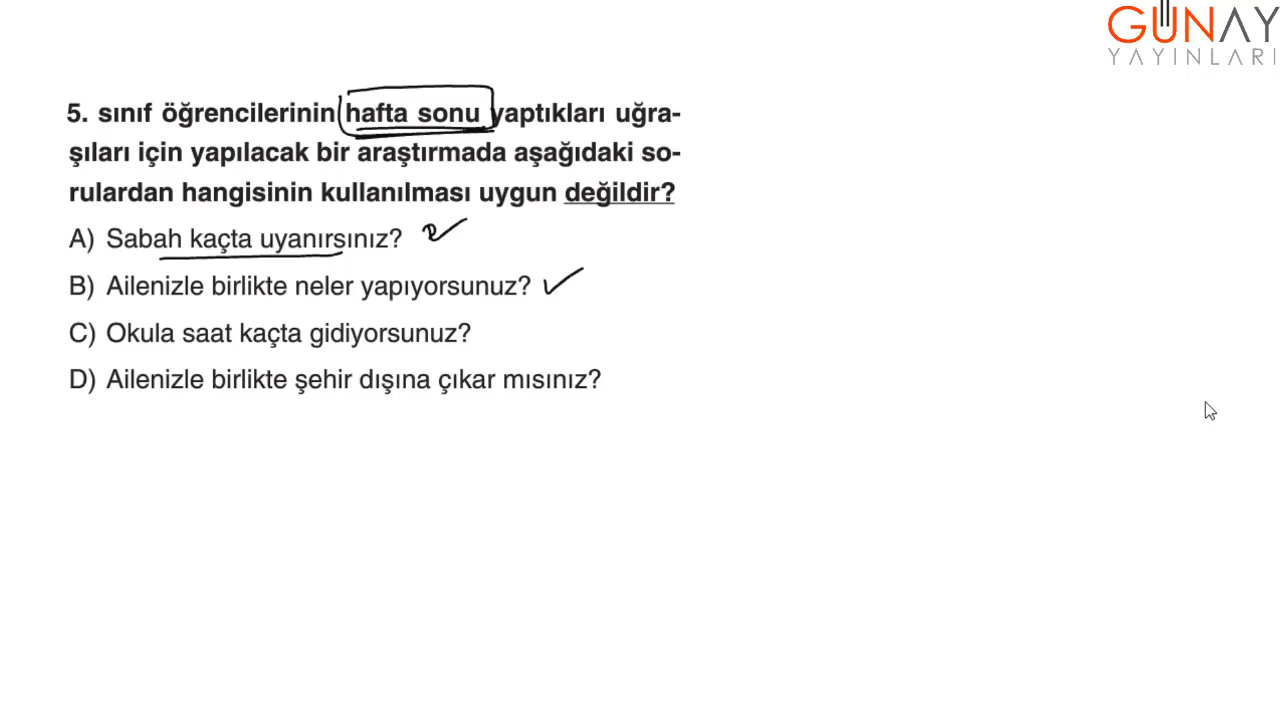 GÜNAY
YAYINLARI
5. sınıf öğrencilerinin hafta sonu yaptıkları uğra-
şıları için yapılacak bir araştırmada aşağıdaki so-
rulardan hangisinin kullanılması uygun değildir?
A) Sabah kaçta uyanırsınız?
B) Ailenizle birlikte neler yapıyorsunuz?
C) Okula saat kaçta gidiyorsunuz?
D) Ailenizle birlikte şehir dışına çıkar mısınız?